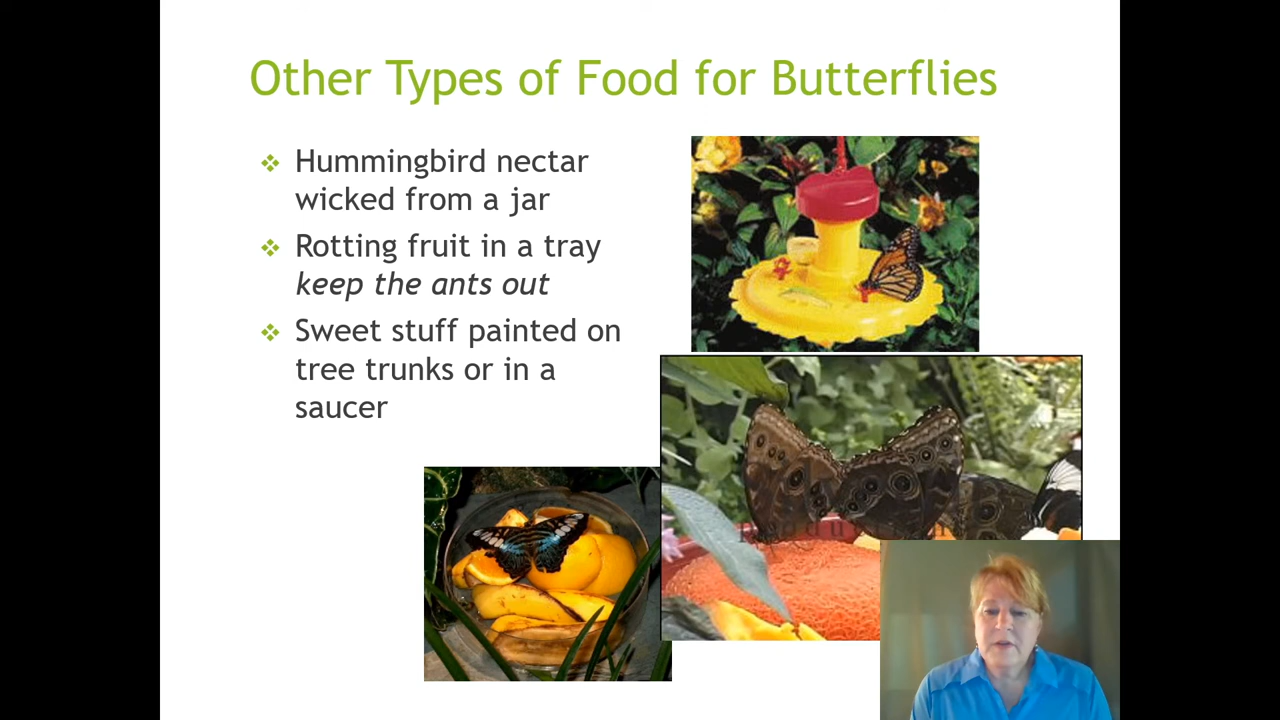 Other Types of Food for Butterflies
Hummingbird nectar
wicked from a jar
Rotting fruit in a tray
keep the ants out
Sweet stuff painted on
tree trunks or in a
saucer